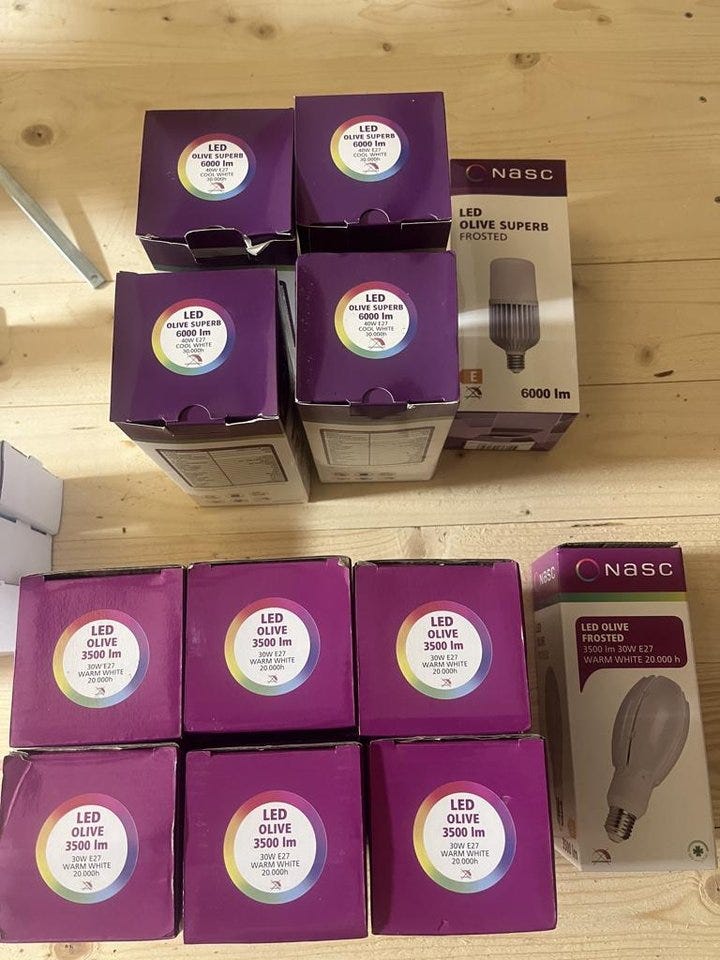 LED
OLIVE SUPERB
6000 lm
40W E27
COOL WHITE
30.000h
LED
OLIVE SUPERB
6000 lm
40W E27
COOL WHITE
30.000h
Nasc
LED
OLIVE SUPERB
FROSTED
E
6000 lm
LED
OLIVE SUPERB
6000 lm
40W E27
COOL WHITE
30.000h
LED
OLIVE SUPERB
6000 lm
40W E27
COOL WHITE
30.000h
LED
OLIVE
3500 lm
30W E27
WARM WHITE
20.000h
LED
OLIVE
3500 lm
30W E27
WARM WHITE
20.000h
LED
OLIVE
3500 lm
30W E27
WARM WHITE
20.000h
Nasc
Nasc
LED OLIVE
FROSTED
3500 lm 30W E27
WARM WHITE 20.000 h
LED
OLIVE
3500 lm
30W E27
WARM WHITE
20.000h
LED
OLIVE
3500 lm
30W E27
WARM WHITE
20.000h
LED
OLIVE
3500 lm
30W E27
WARM WHITE
20.000h
3500 lm